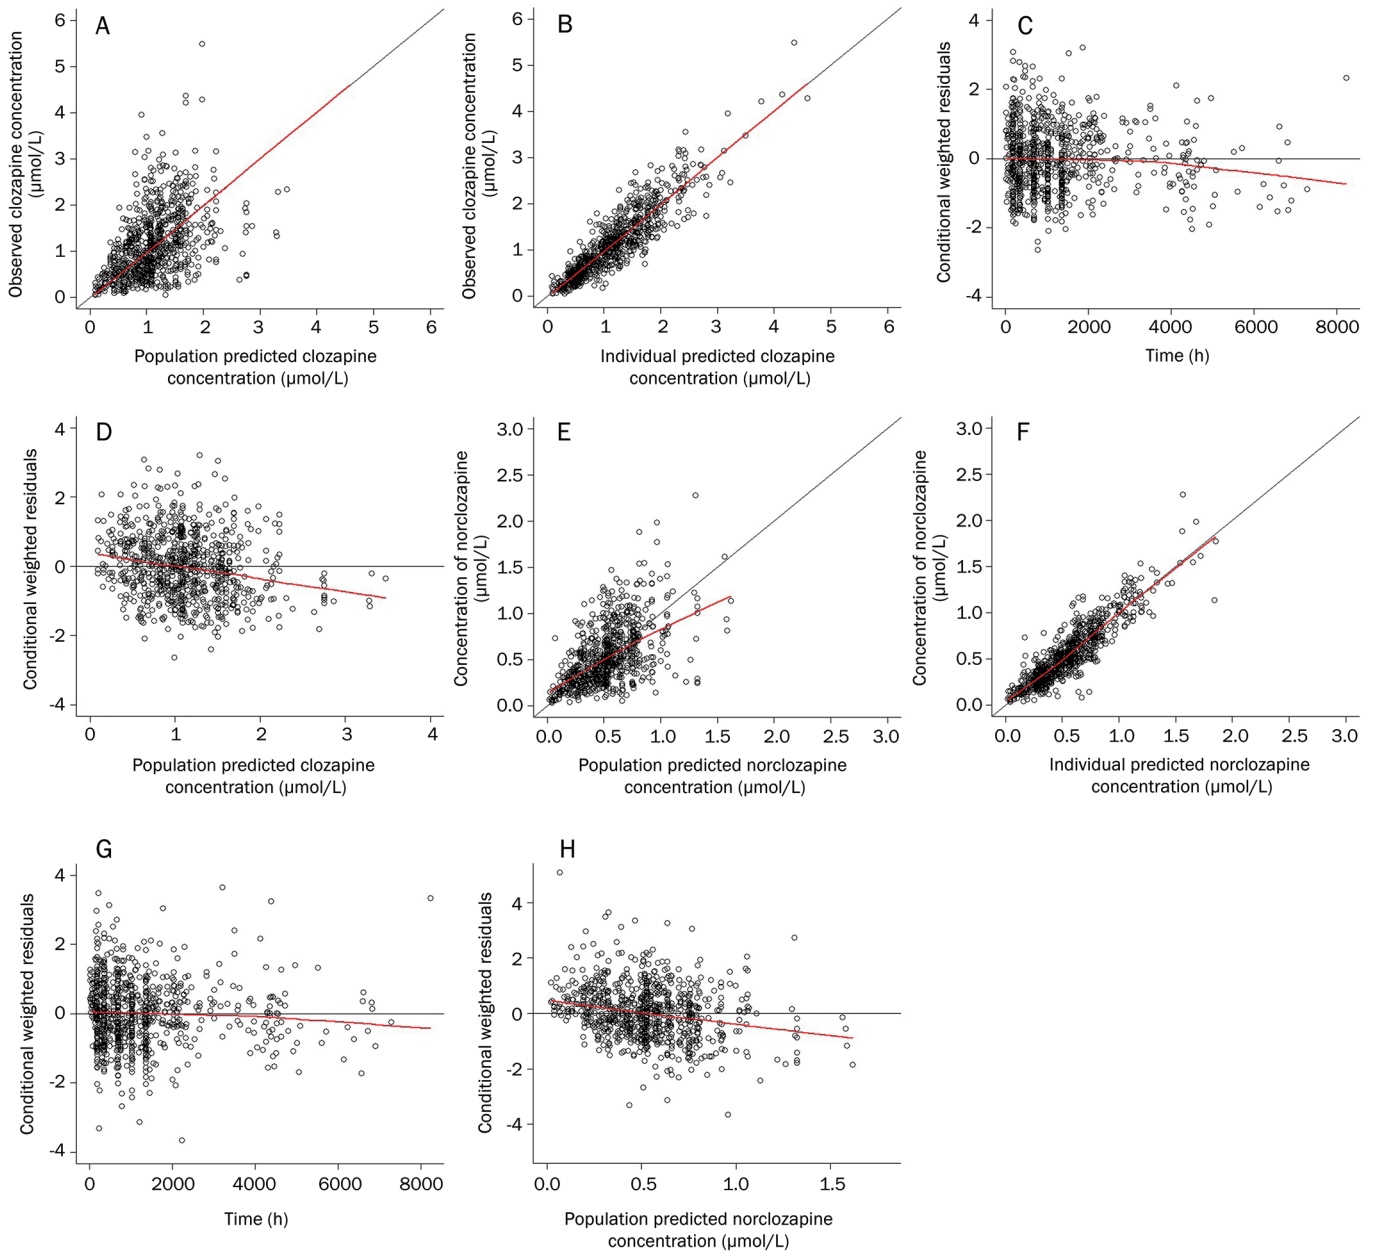 A
Observed clozapine concentration
(µmol/L)
6
5
4
3
2
1
0
0 1 2 3 4 5 6
Population predicted clozapine
concentration (µmol/L)
B
Observed clozapine concentration
(µmol/L)
6
5
4
3
2
1
0
0 1 2 3 4 5 6
Individual predicted clozapine
concentration (µmol/L)
C
Conditional weighted residuals
4
2
0
-2
-4
0 2000 4000 6000 8000
Time (h)
D
Conditional weighted residuals
4
2
0
-2
-4
0 1 2 3 4
Population predicted clozapine
concentration (µmol/L)
E
Concentration of norclozapine
(µmol/L)
3.0
2.5
2.0
1.5
1.0
0.5
0.0
0.0 0.5 1.0 1.5 2.0 2.5 3.0
Population predicted norclozapine
concentration (µmol/L)
F
Concentration of norclozapine
(µmol/L)
3.0
2.5
2.0
1.5
1.0
0.5
0.0
0.0 0.5 1.0 1.5 2.0 2.5 3.0
Individual predicted norclozapine
concentration (µmol/L)
G
Conditional weighted residuals
4
2
0
-2
-4
0 2000 4000 6000 8000
Time (h)
H
Conditional weighted residuals
4
2
0
-2
-4
0.0 0.5 1.0 1.5
Population predicted norclozapine
concentration (µmol/L)